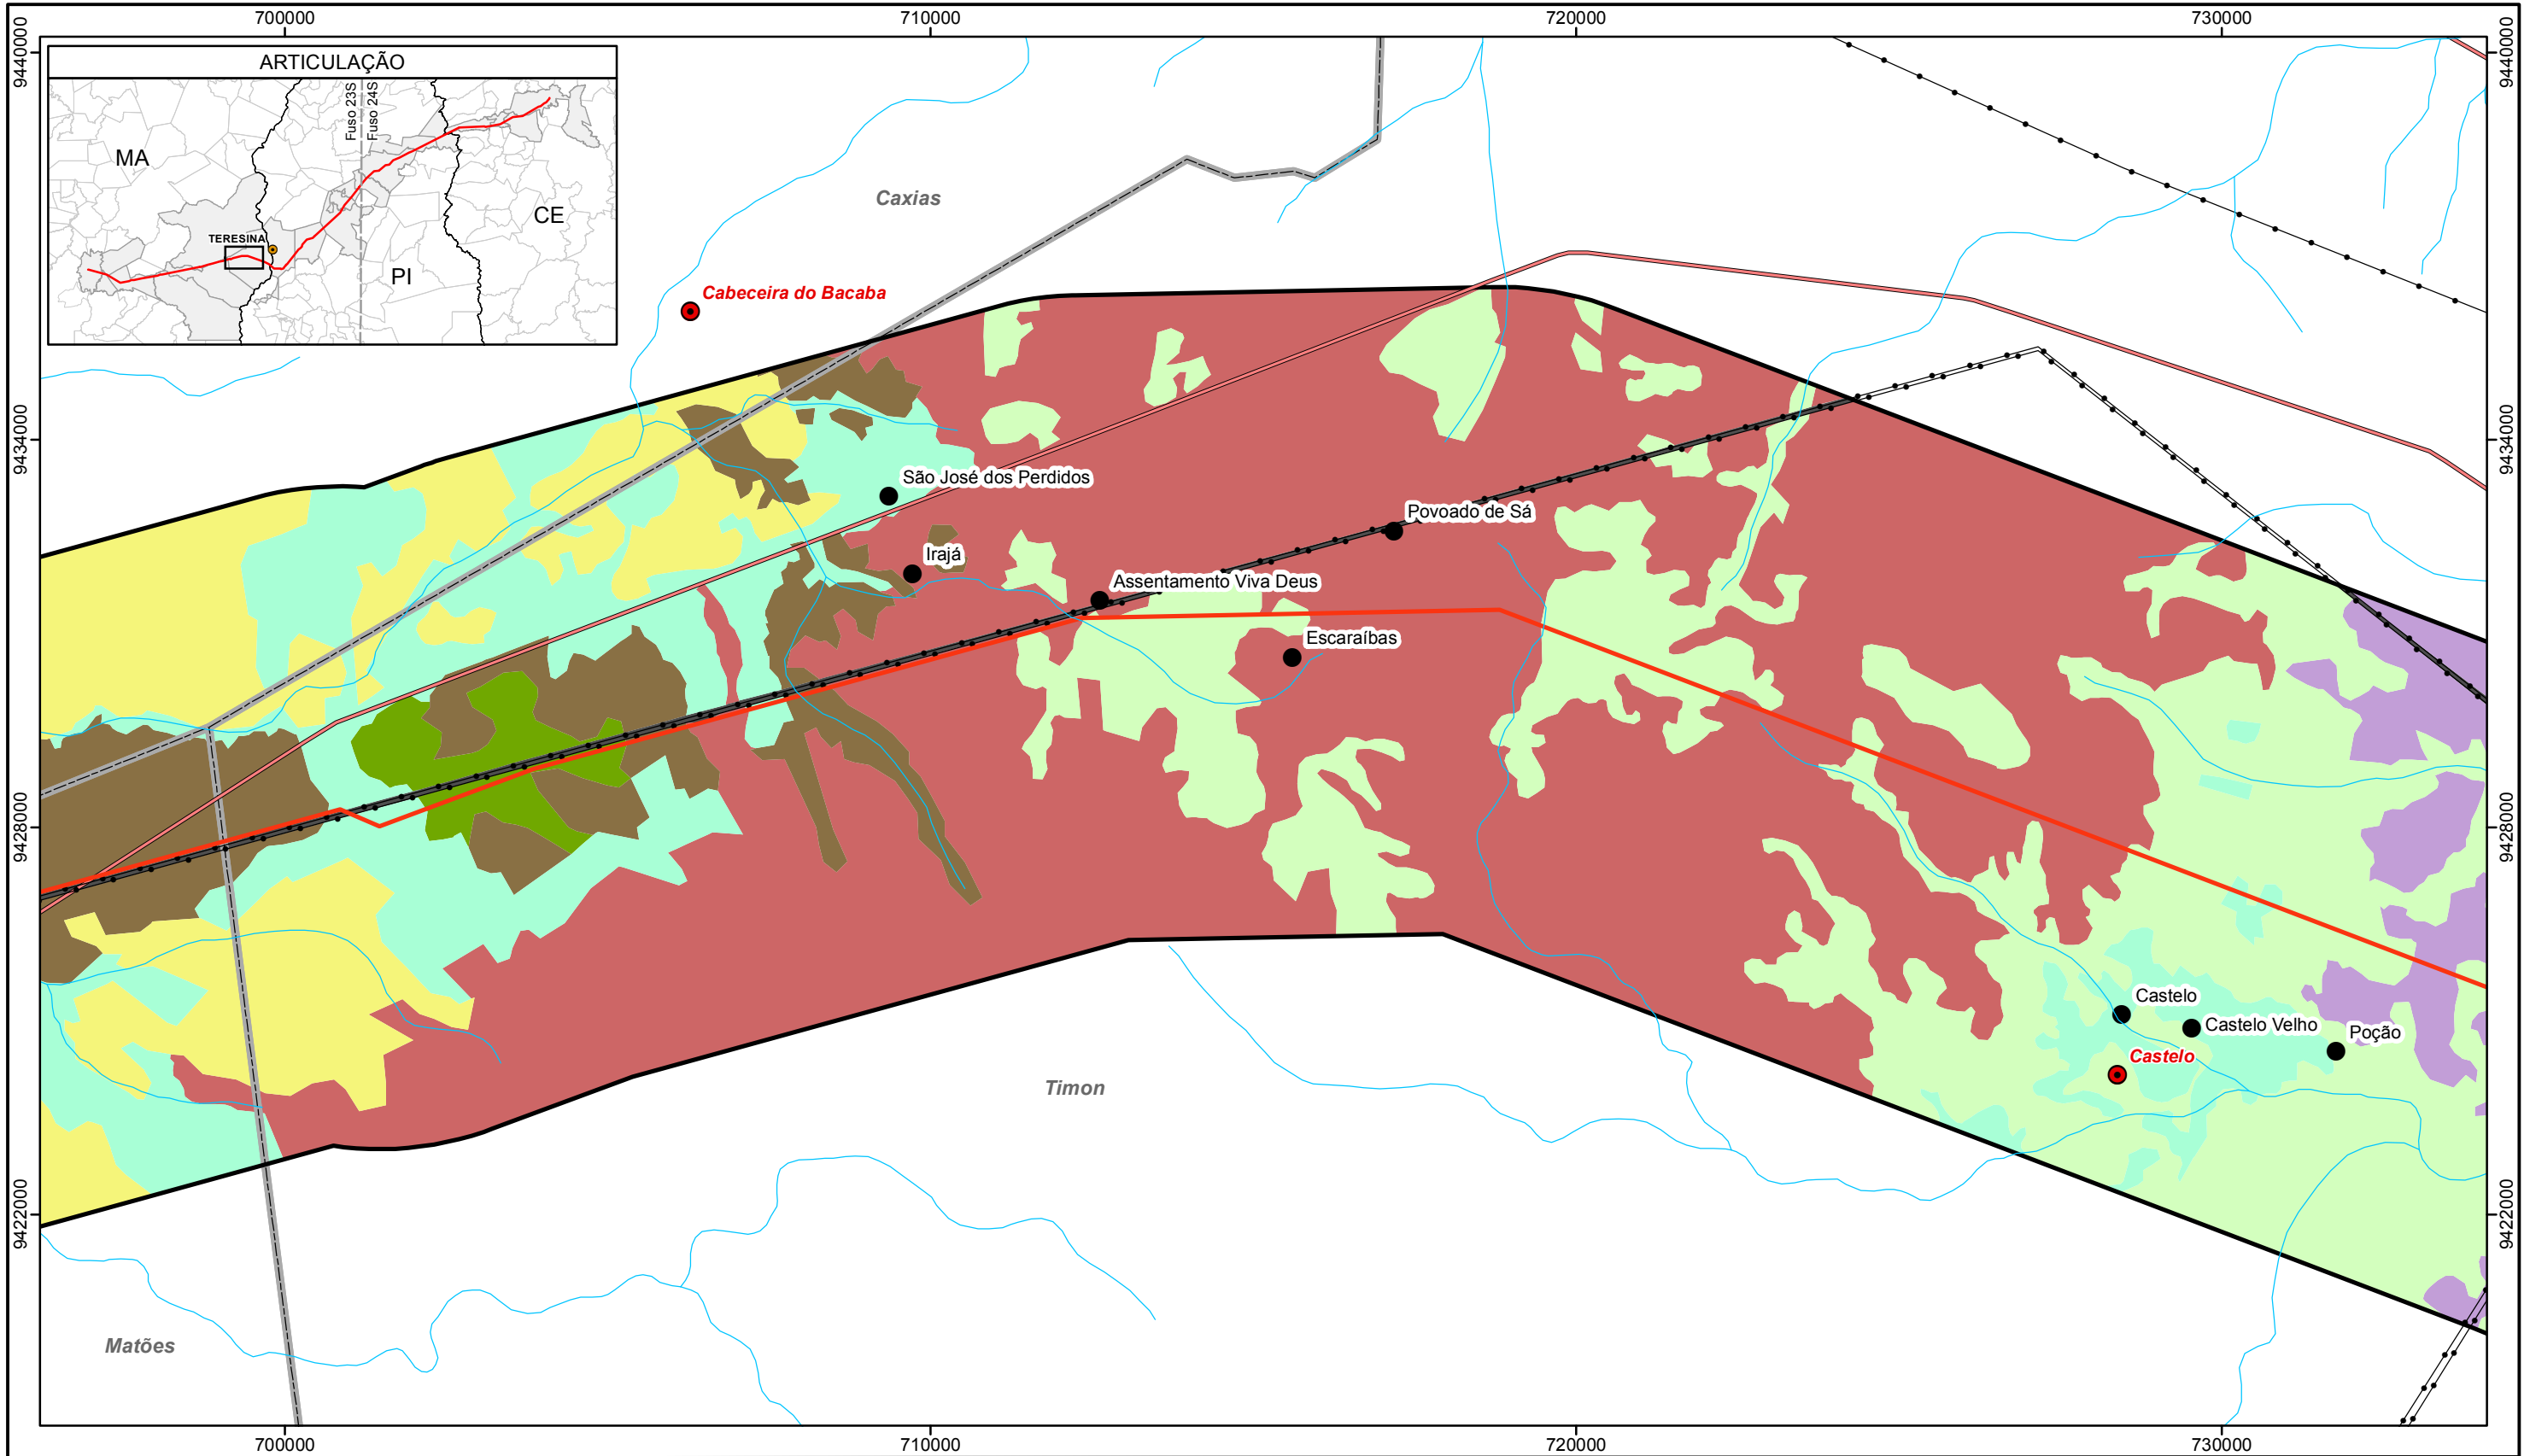 700000
710000
720000
730000
9440000
9440000
ARTICULAÇÃO
Fuso 23S
Fuso 24S
MA
CE
TERESINA
PI
Caxias
Cabeceira do Bacaba
9434000
9434000
São José dos Perdidos
Povoado de Sá
Irajá
Assentamento Viva Deus
Escaraíbas
9428000
9428000
Castelo
Castelo Velho
Poção
Castelo
Timon
9422000
9422000
Matões
700000
710000
720000
730000